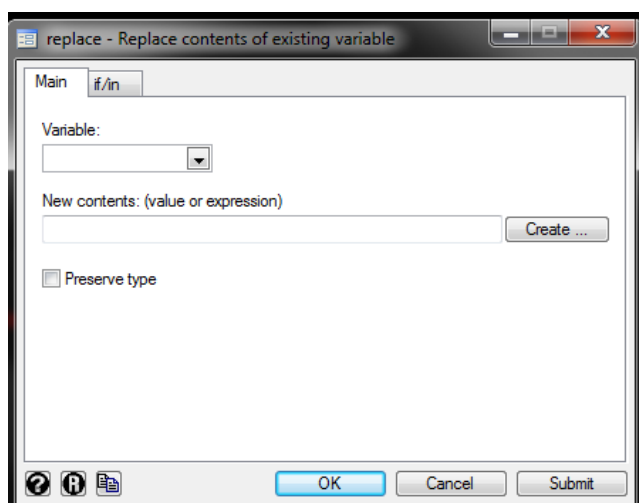 replace - Replace contents of existing variable
Main if/in
Variable:
New contents: (value or expression)
Create ...
Preserve type
? R OK Cancel Submit